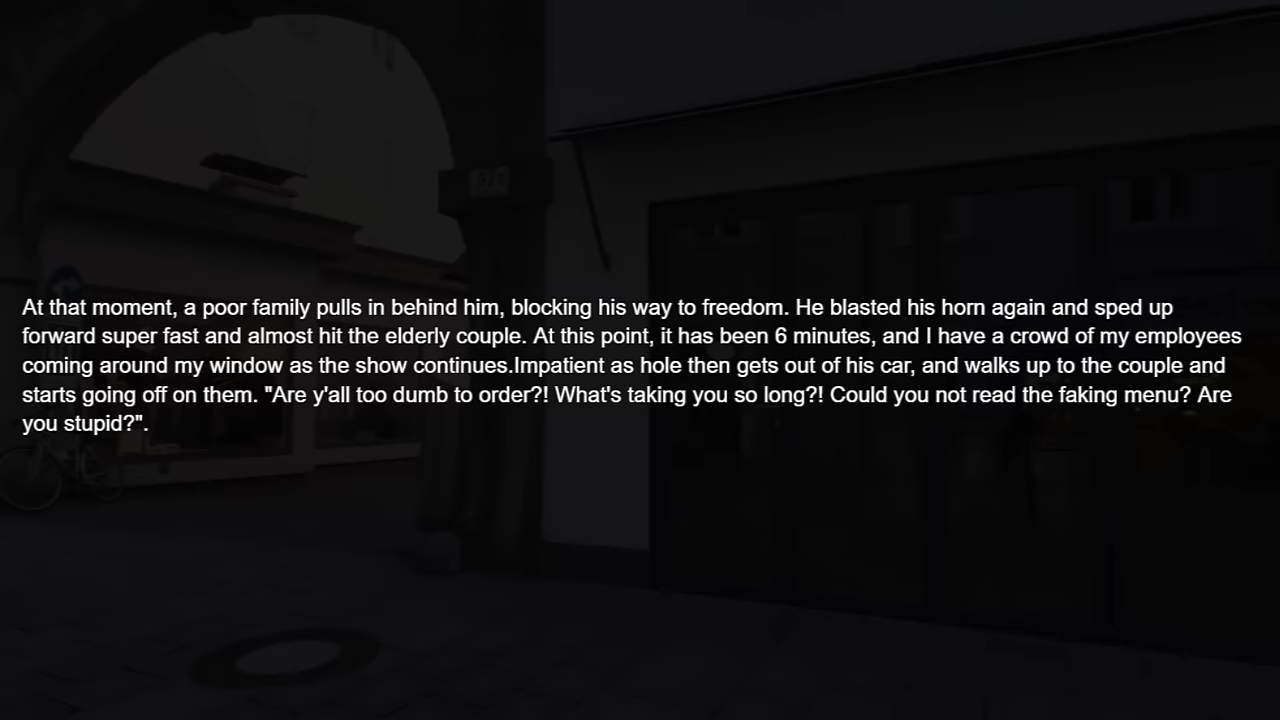 At that moment, a poor family pulls in behind him, blocking his way to freedom. He blasted his horn again and sped up
forward super fast and almost hit the elderly couple. At this point, it has been 6 minutes, and I have a crowd of my employees
coming around my window as the show continues.Impatient as hole then gets out of his car, and walks up to the couple and
starts going off on them. "Are y'all too dumb to order?! What's taking you so long?! Could you not read the faking menu? Are
you stupid?".